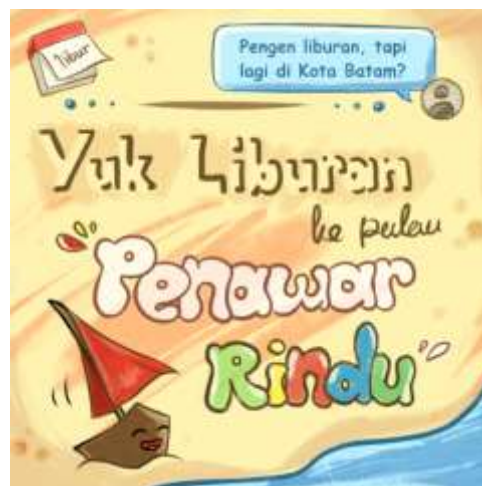 libur
Pengen liburan, tapi
lagi di Kota Batam?
Yuk Liburan
ke pulau
Penawar
Rindu